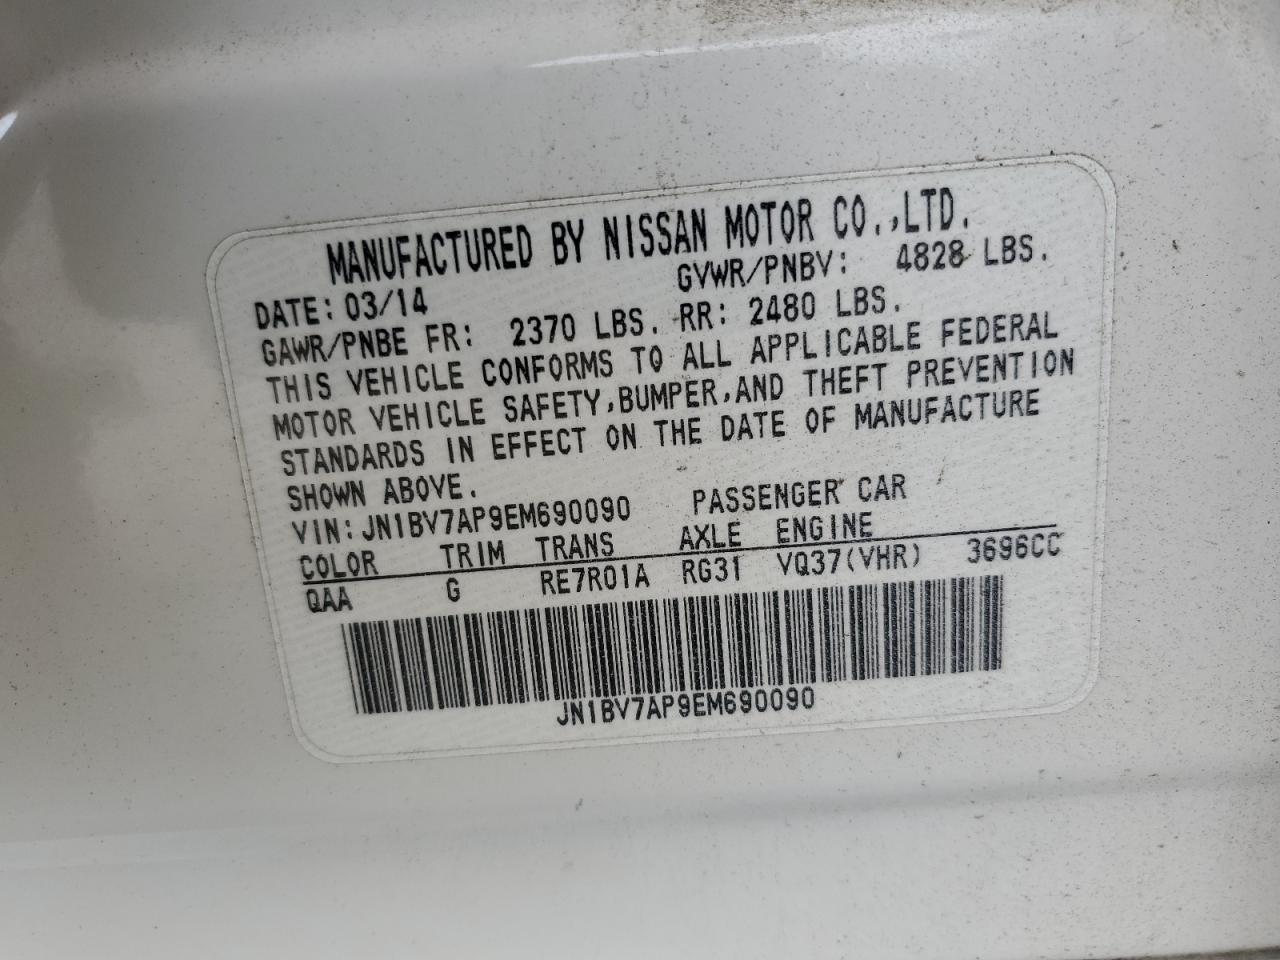 MANUFACTURED BY NISSAN MOTOR CO.,LTD.
DATE: 03/14 GVWR/PNBV: 4828 LBS.
GAWR/PNBE FR: 2370 LBS. RR: 2480 LBS.
THIS VEHICLE CONFORMS TO ALL APPLICABLE FEDERAL
MOTOR VEHICLE SAFETY,BUMPER,AND THEFT PREVENTION
STANDARDS IN EFFECT ON THE DATE OF MANUFACTURE
SHOWN ABOVE.
VIN:JN1BV7AP9EM690090 PASSENGER CAR
COLOR TRIM TRANS AXLE ENGINE
QAA G RE7R01A RG31 VQ37(VHR) 3696CC
JN1BV7AP9EM690090